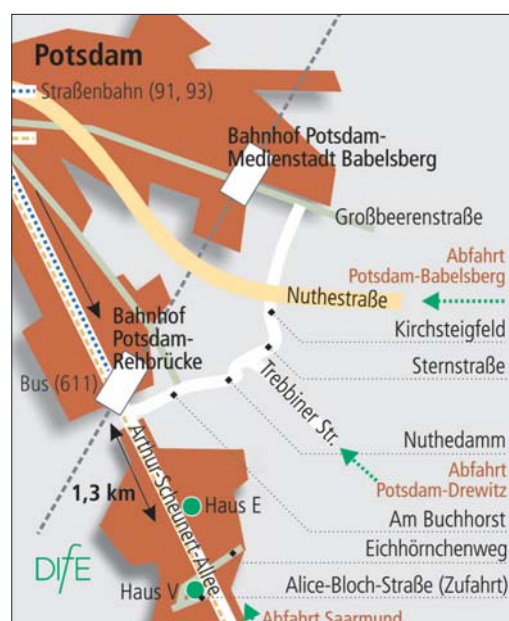 Potsdam
Straßenbahn (91, 93)
Bahnhof Potsdam-
Medienstadt Babelsberg
Großbeerenstraße
Abfahrt
Potsdam-Babelsberg
Nuthestraße
Bahnhof
Potsdam-
Rehbrücke
Kirchsteigfeld
Sternstraße
Bus (611)
Trebbiner Str.
Nuthedamm
Arthur-Scheunert-Allee
Abfahrt
Potsdam-Drewitz
1,3 km
Haus E
Am Buchhorst
Eichhörnchenweg
DIfE
Haus V
Alice-Bloch-Straße (Zufahrt)
Abfahrt Saarmund